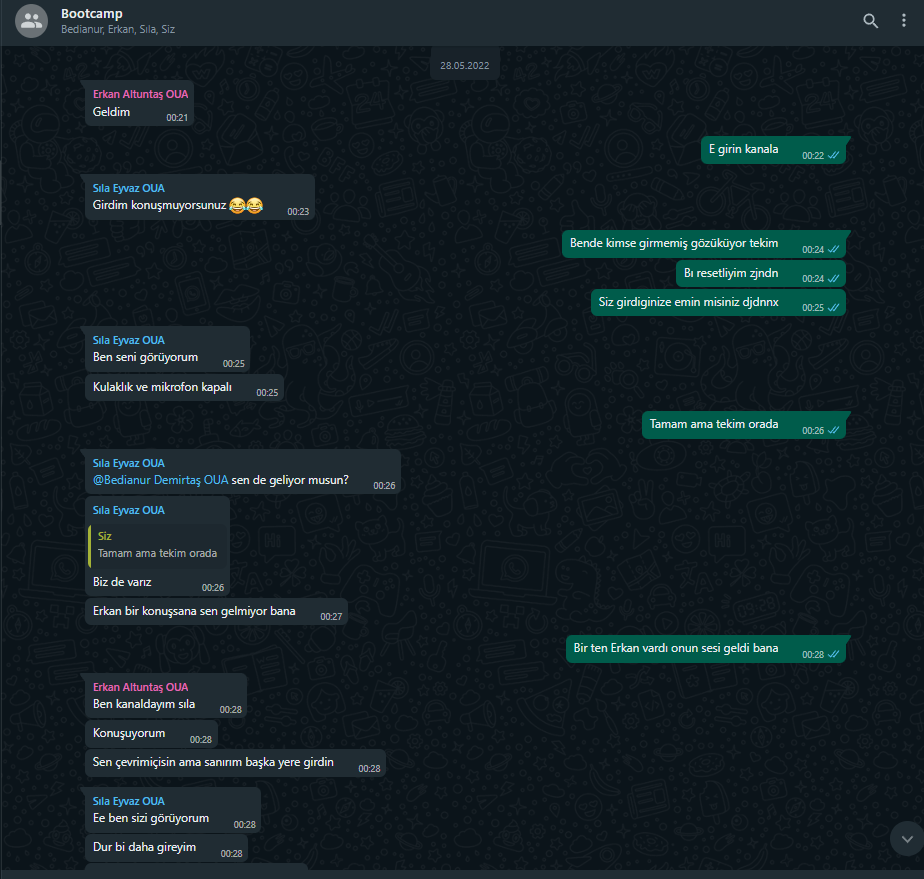 Bootcamp
Bedianur, Erkan, Sıla, Siz
28.05.2022
Erkan Altuntaş OUA
Geldim
00:21
E girin kanala
00:22
Sıla Eyvaz OUA
Girdim konuşmuyorsunuz 😂😂
00:23
Bende kimse girmemiş gözüküyor tekim
00:24
Bı resetliyim zjndn
00:24
Siz girdiginize emin misiniz djdnnx
00:25
Sıla Eyvaz OUA
Ben seni görüyorum
00:25
Kulaklık ve mikrofon kapalı
00:25
Tamam ama tekim orada
00:26
Sıla Eyvaz OUA
@Bedianur Demirtaş OUA sen de geliyor musun?
00:26
Sıla Eyvaz OUA
Siz
Tamam ama tekim orada
Biz de varız
00:26
Erkan bir konuşsana sen gelmiyor bana
00:27
Bir ten Erkan vardı onun sesi geldi bana
00:28
Erkan Altuntaş OUA
Ben kanaldayım sıla
00:28
Konuşuyorum
00:28
Sen çevrimiçisin ama sanırım başka yere girdin
00:28
Sıla Eyvaz OUA
Ee ben sizi görüyorum
00:28
Dur bi daha gireyim
00:28